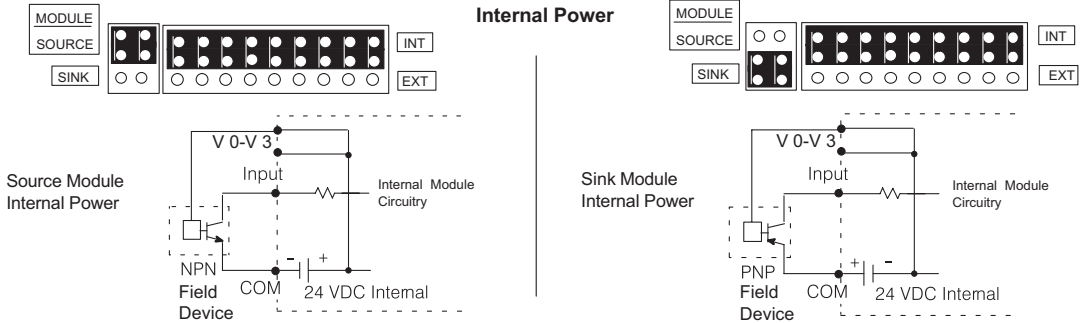 Internal Power
MODULE
SOURCE
SINK
INT
EXT
V 0-V 3
Input
Source Module
Internal Power
Internal Module
Circuitry
NPN
Field
Device
COM
- +
24 VDC Internal
MODULE
SOURCE
SINK
INT
EXT
V 0-V 3
Input
Sink Module
Internal Power
Internal Module
Circuitry
PNP
Field
Device
COM
+ -
24 VDC Internal